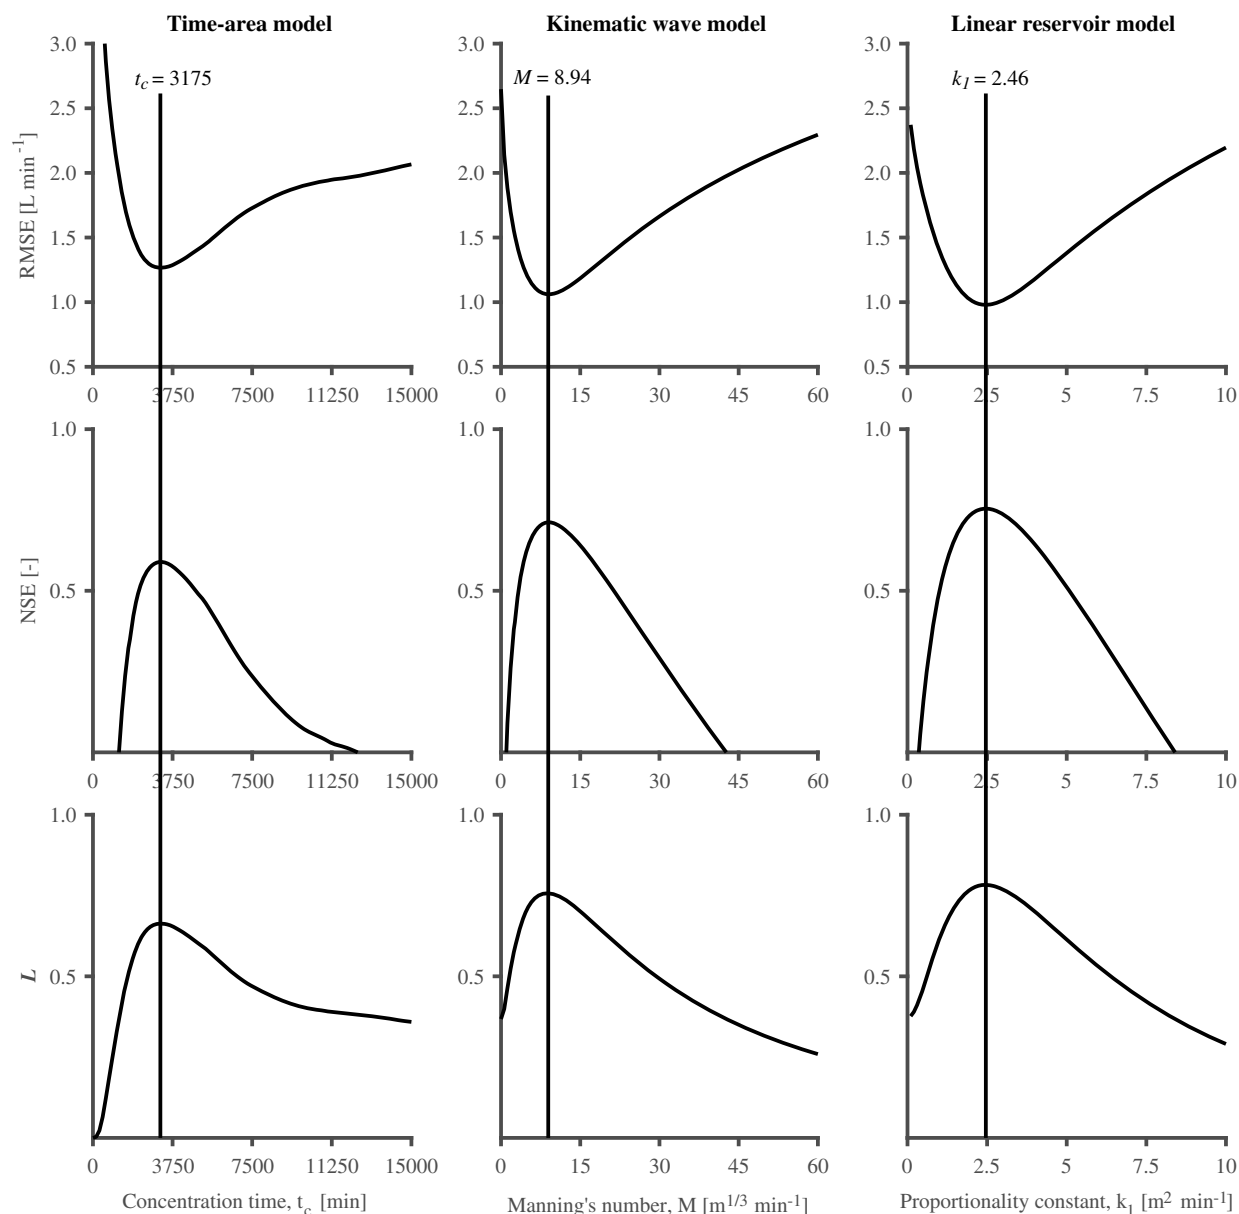 Time-area model Kinematic wave model Linear reservoir model
3.0 3.0 3.0
t_c = 3175 M = 8.94 k_1 = 2.46
2.5 2.5 2.5
2.0 2.0 2.0
RMSE [L min⁻¹]
1.5 1.5 1.5
1.0 1.0 1.0
0.5 0.5 0.5
0 3750 7500 11250 15000 0 15 30 45 60 0 2.5 5 7.5 10
1.0 1.0 1.0
NSE [-]
0.5 0.5 0.5
0 3750 7500 11250 15000 0 15 30 45 60 0 2.5 5 7.5 10
1.0 1.0 1.0
L
0.5 0.5 0.5
0 3750 7500 11250 15000 0 15 30 45 60 0 2.5 5 7.5 10
Concentration time, t_c [min] Manning's number, M [m^1/3 min⁻¹] Proportionality constant, k_1 [m² min⁻¹]